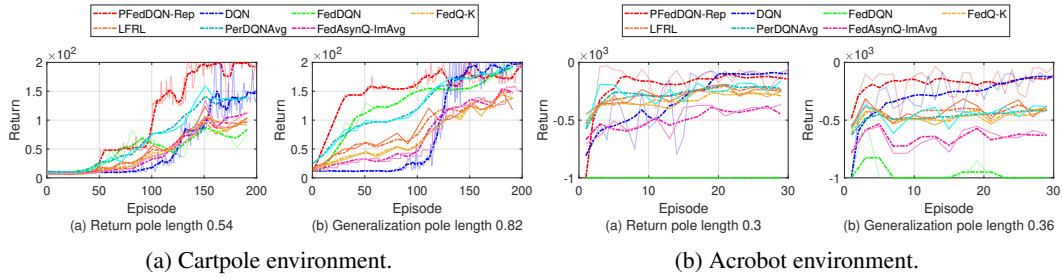 PFedDQN-Rep DQN FedDQN FedQ-K
LFRL PerDQNAvg FedAsynQ-ImAvg
PFedDQN-Rep DQN FedDQN FedQ-K
LFRL PerDQNAvg FedAsynQ-ImAvg
×10²
2
1.5
1
0.5
0
Return
0 50 100 150 200
Episode
(a) Return pole length 0.54
×10²
2
1.5
1
0.5
0
Return
0 50 100 150 200
Episode
(b) Generalization pole length 0.82
×10³
-0
-0.5
-1
Return
0 10 20 30
Episode
(a) Return pole length 0.3
×10³
-0
-0.5
-1
Return
0 10 20 30
Episode
(b) Generalization pole length 0.36
(a) Cartpole environment.
(b) Acrobot environment.